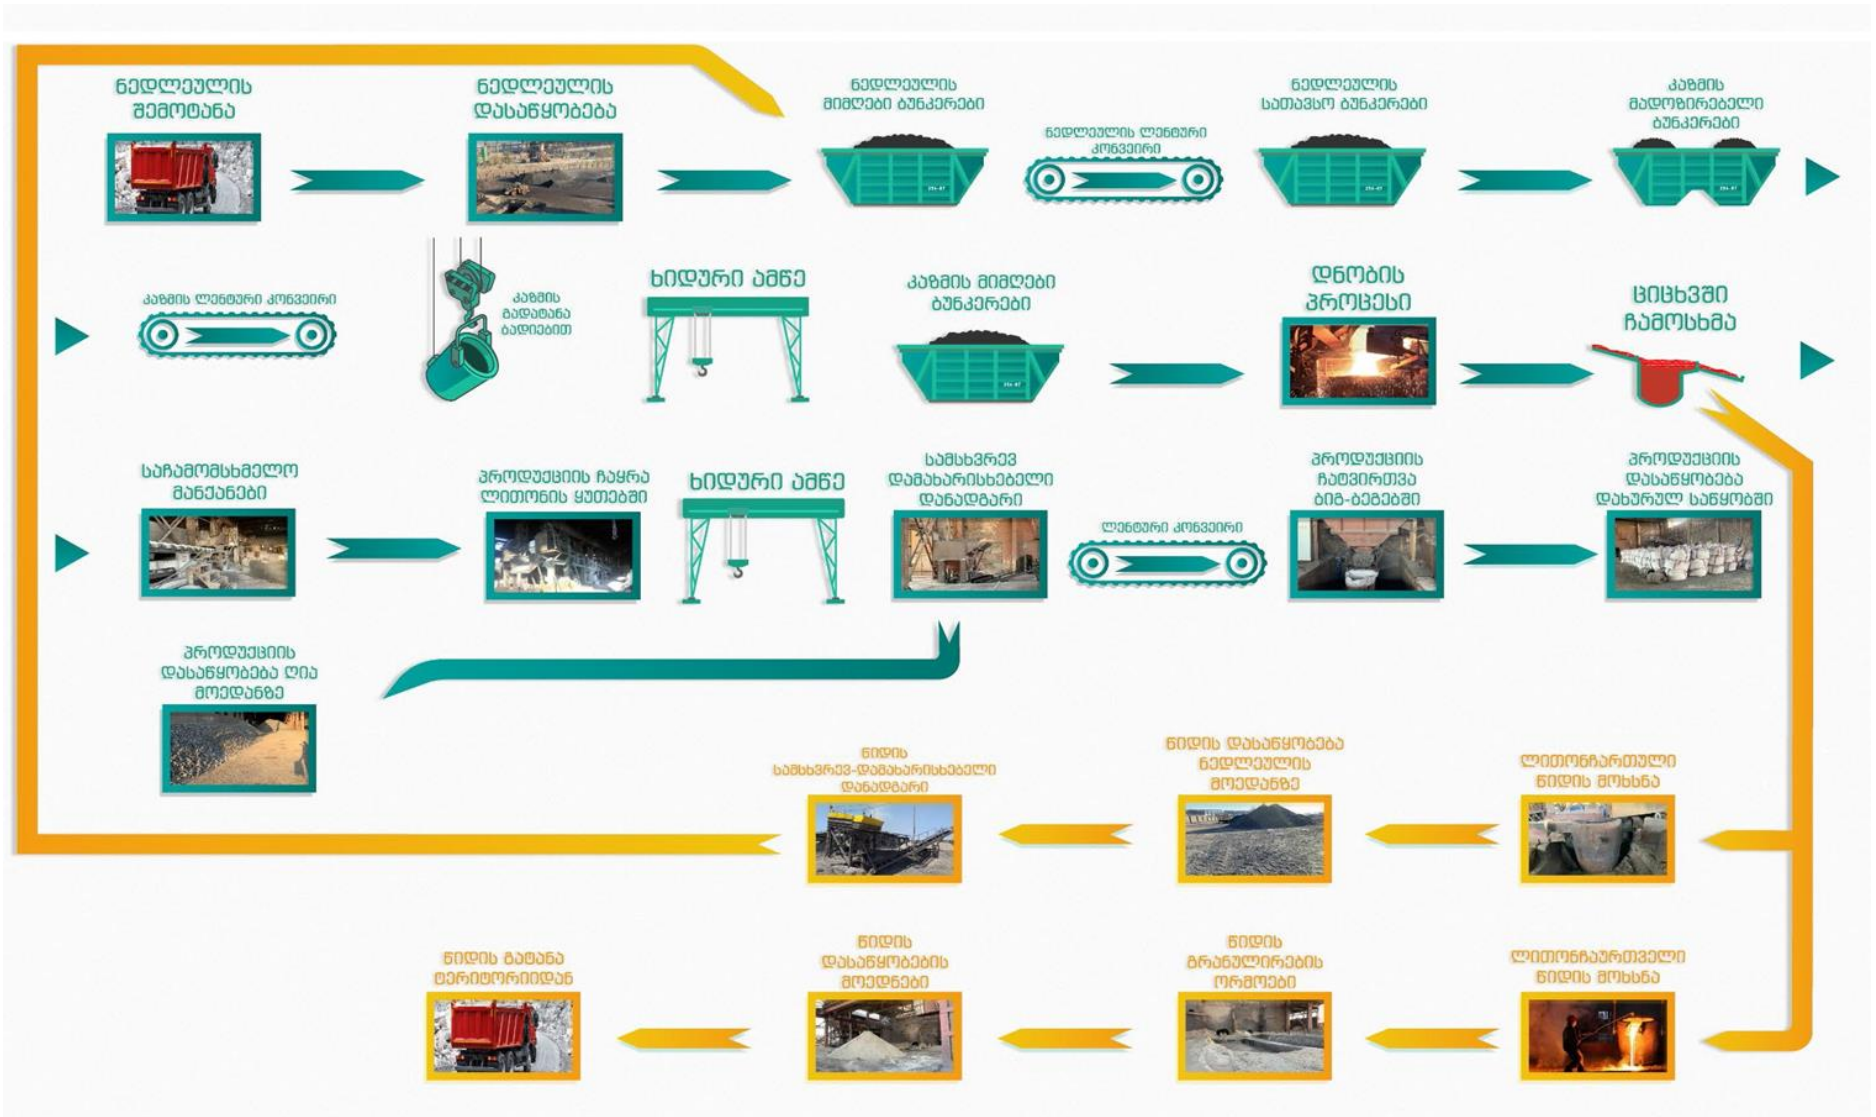 ნედლეულის
შემოტანა
ნედლეულის
დასაწყობება
ნედლეულის
მიმღები ბუნკერები
ნედლეულის ლენტური
კონვეირი
ნედლეულის
სათავსო ბუნკერები
კაზმის
მადოზირებელი
ბუნკერები
კაზმის ლენტური კონვეირი
კაზმის
გადატანა
ბადიებით
ხიდური ამწე
კაზმის მიმღები
ბუნკერები
დნობის
პროცესი
ციცხვში
ჩამოსხმა
საჩამომსხმელო
მანქანები
პროდუქციის ჩაყრა
ლითონის ყუთებში
ხიდური ამწე
სამსხვრევ
დამახარისხებელი
დანადგარი
ლენტური კონვეირი
პროდუქციის
ჩატვირთვა
ბიგ-ბეგებში
პროდუქციის
დასაწყობება
დახურულ საწყობში
პროდუქციის
დასაწყობება ღია
მოედანზე
წიდის
სამსხვრევ-დამახარისხებელი
დანადგარი
წიდის დასაწყობება
ნედლეულის
მოედანზე
ლითონჩართული
წიდის მოხსნა
წიდის გატანა
ტერიტორიიდან
წიდის
დასაწყობების
მოედნები
წიდის
გრანულირების
ორმოები
ლითონჩაურთველი
წიდის მოხსნა